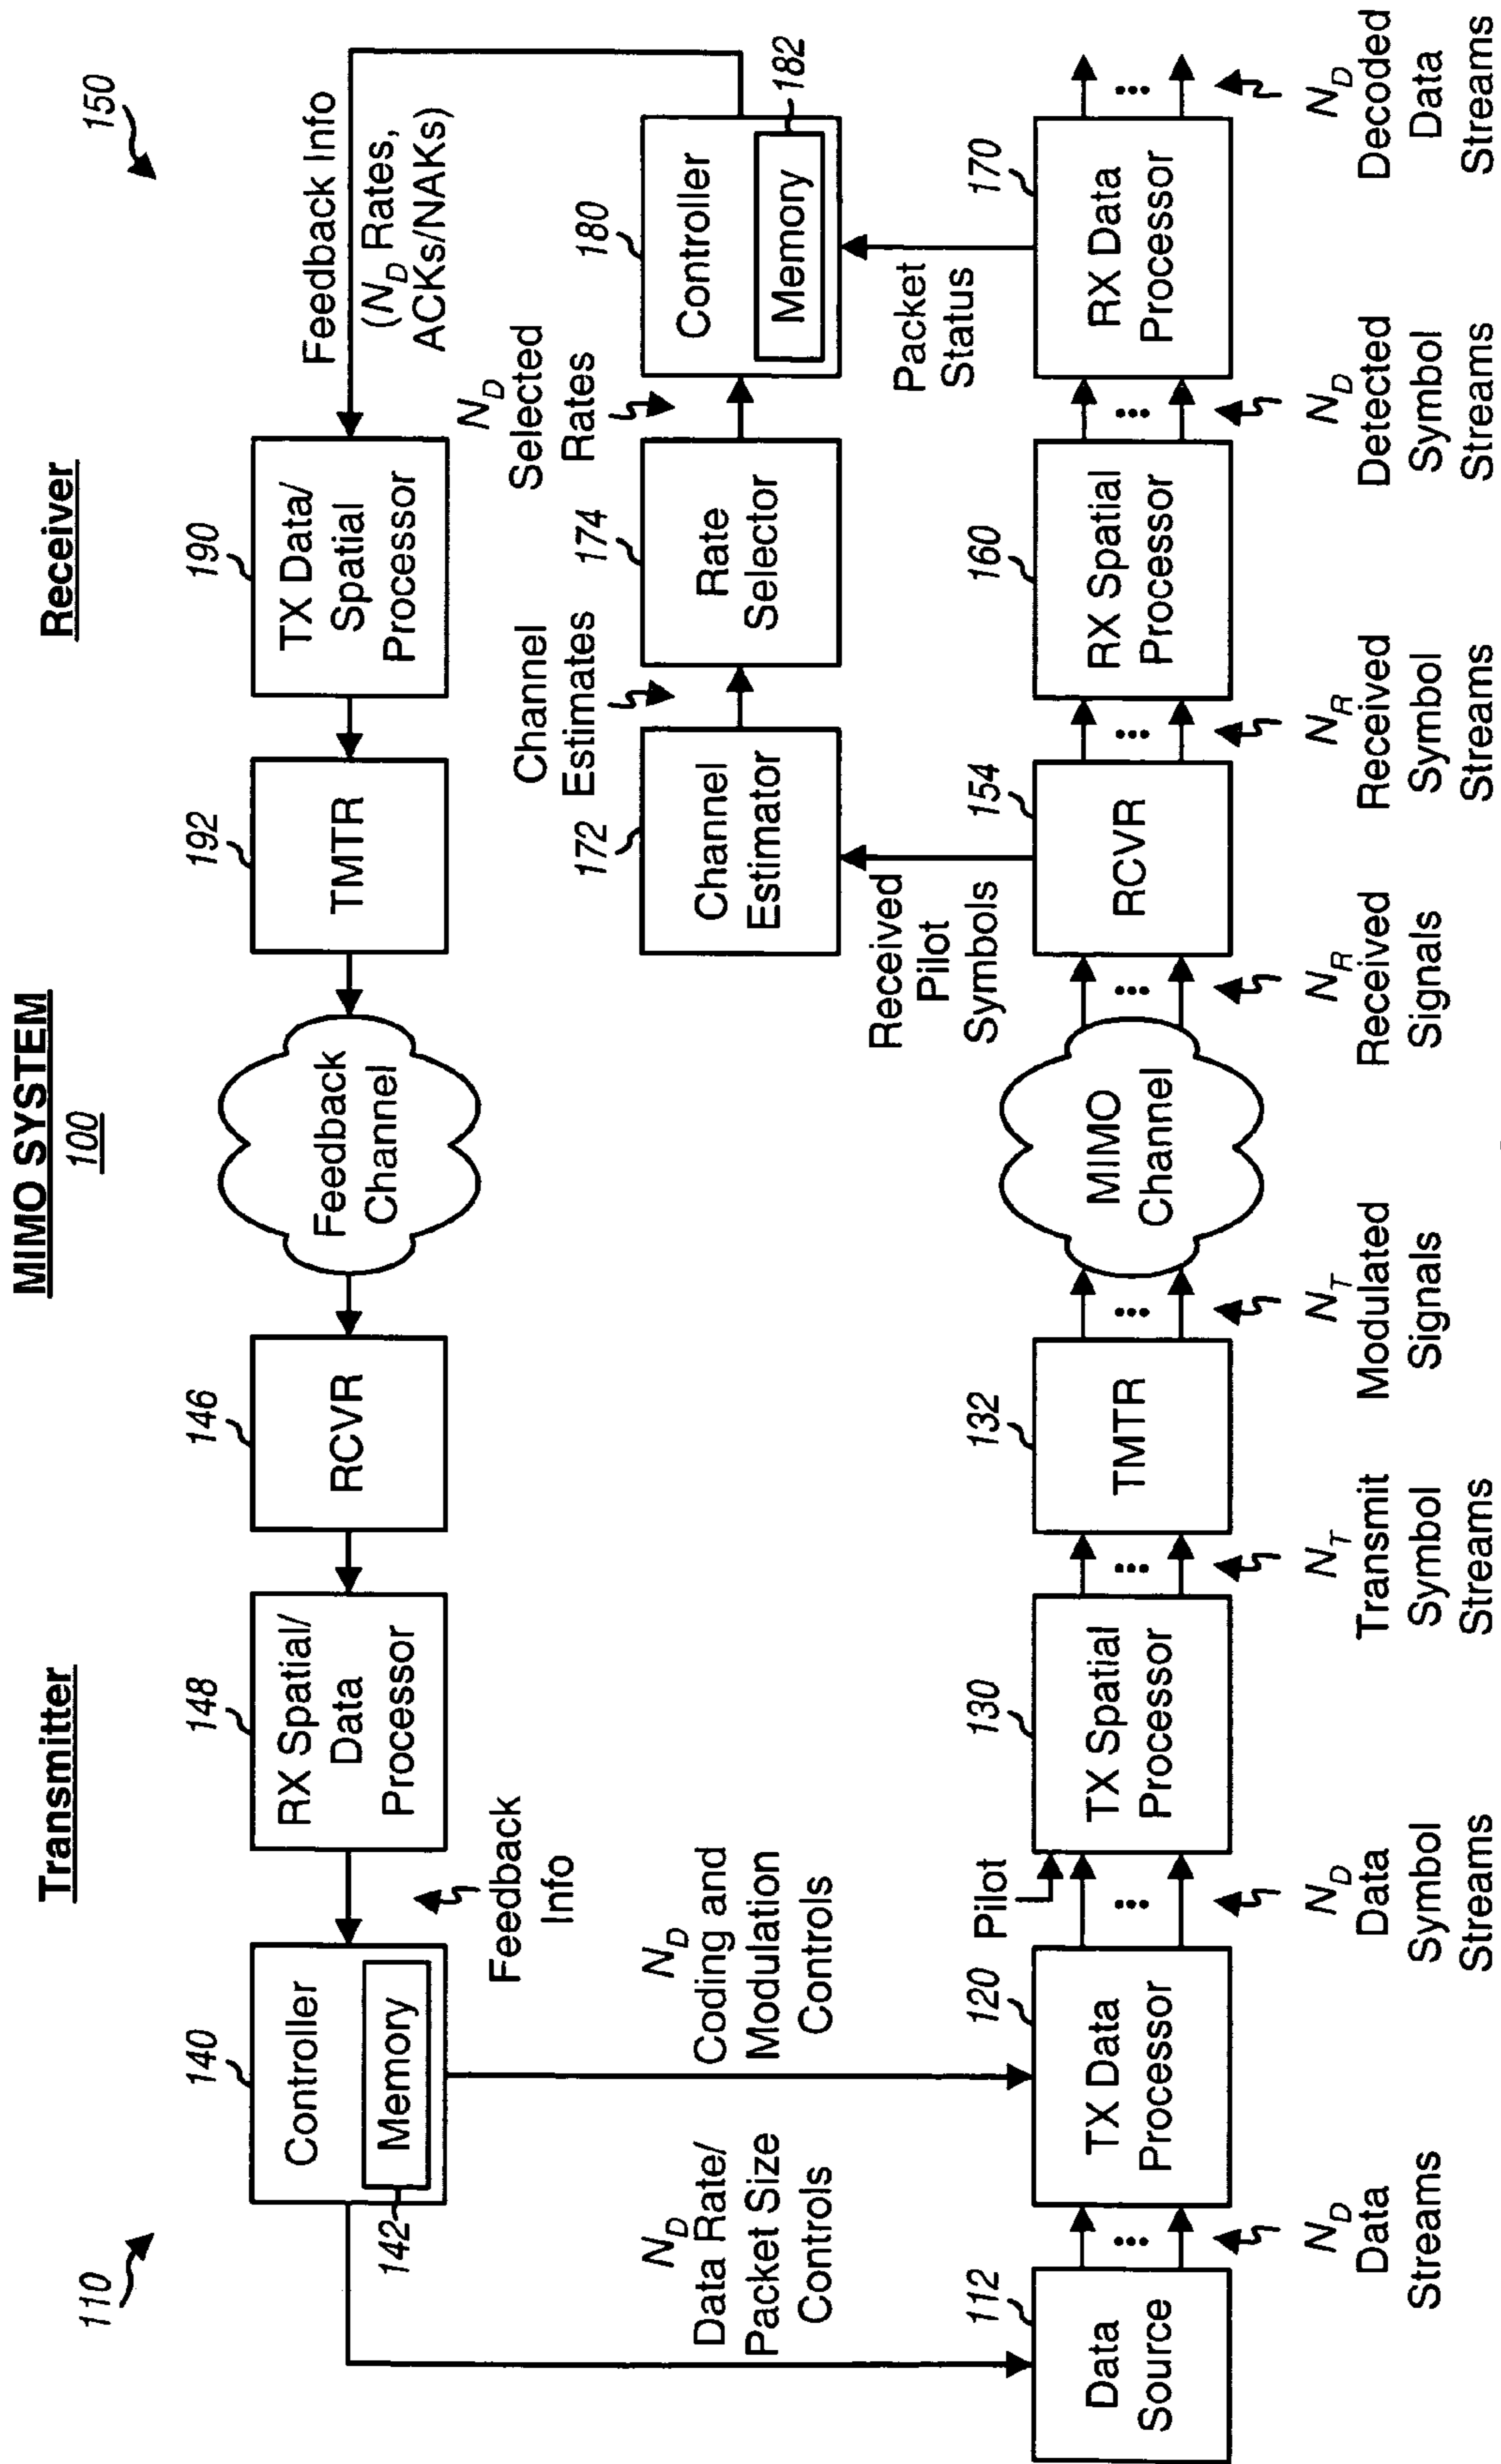 MIMO SYSTEM
100
Transmitter
Receiver
110
150
140
Controller
Memory
142
148
RX Spatial/
Data
Processor
146
RCVR
Feedback
Channel
192
TMTR
190
TX Data/
Spatial
Processor
Feedback Info
(N_D Rates,
ACKs/NAKs)
Feedback
Info
N_D
Data Rate/
Packet Size
Controls
N_D
Coding and
Modulation
Controls
172
Channel
Estimator
Channel
Estimates
174
Rate
Selector
N_D
Selected
Rates
180
Controller
Memory
182
Received
Pilot
Symbols
Packet
Status
112
Data
Source
120
TX Data
Processor
Pilot
130
TX Spatial
Processor
132
TMTR
MIMO
Channel
154
RCVR
160
RX Spatial
Processor
170
RX Data
Processor
...
...
...
...
...
...
...
...
N_D
Data
Streams
N_D
Data
Symbol
Streams
N_T
Transmit
Symbol
Streams
N_T
Modulated
Signals
N_R
Received
Signals
N_R
Received
Symbol
Streams
N_D
Detected
Symbol
Streams
N_D
Decoded
Data
Streams